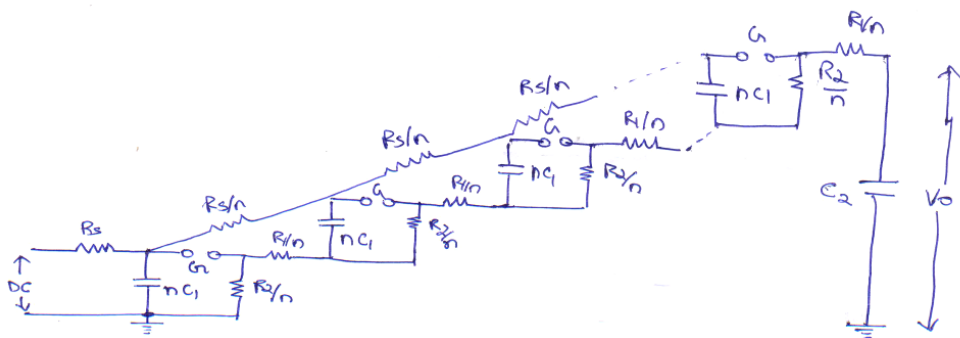 G
R1/n
Rs/n
nC1
R2/n
Rs/n
G
R1/n
Rs/n
nC1
R2/n
C2
Vo
G
R1/n
Rs/n
nC1
R2/n
Rs
G
R1/n
DC
nC1
R2/n